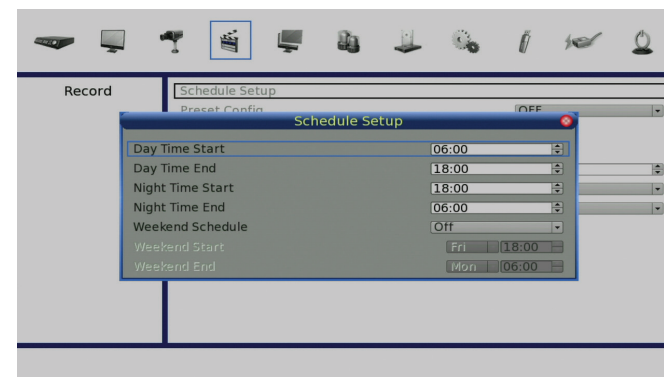 Record
Schedule Setup
Preset Config OFF
Schedule Setup
Day Time Start 06:00
Day Time End 18:00
Night Time Start 18:00
Night Time End 06:00
Weekend Schedule Off
Weekend Start Fri 18:00
Weekend End Mon 06:00